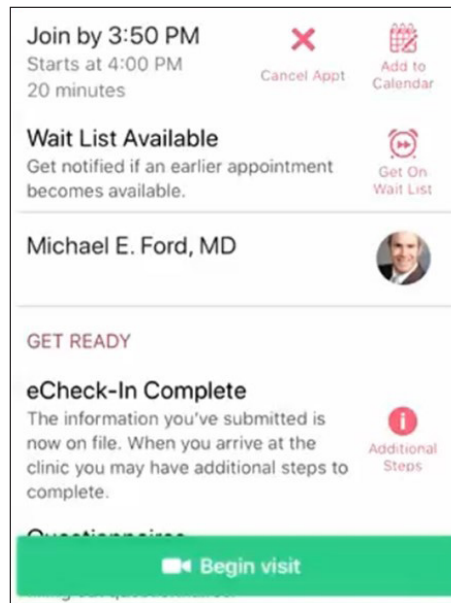 Join by 3:50 PM
Starts at 4:00 PM
20 minutes
Cancel Appt
Add to
Calendar
Wait List Available
Get notified if an earlier appointment
becomes available.
Get On
Wait List
Michael E. Ford, MD
GET READY
eCheck-In Complete
The information you've submitted is
now on file. When you arrive at the
clinic you may have additional steps to
complete.
Additional
Steps
Questionnaires
Begin visit